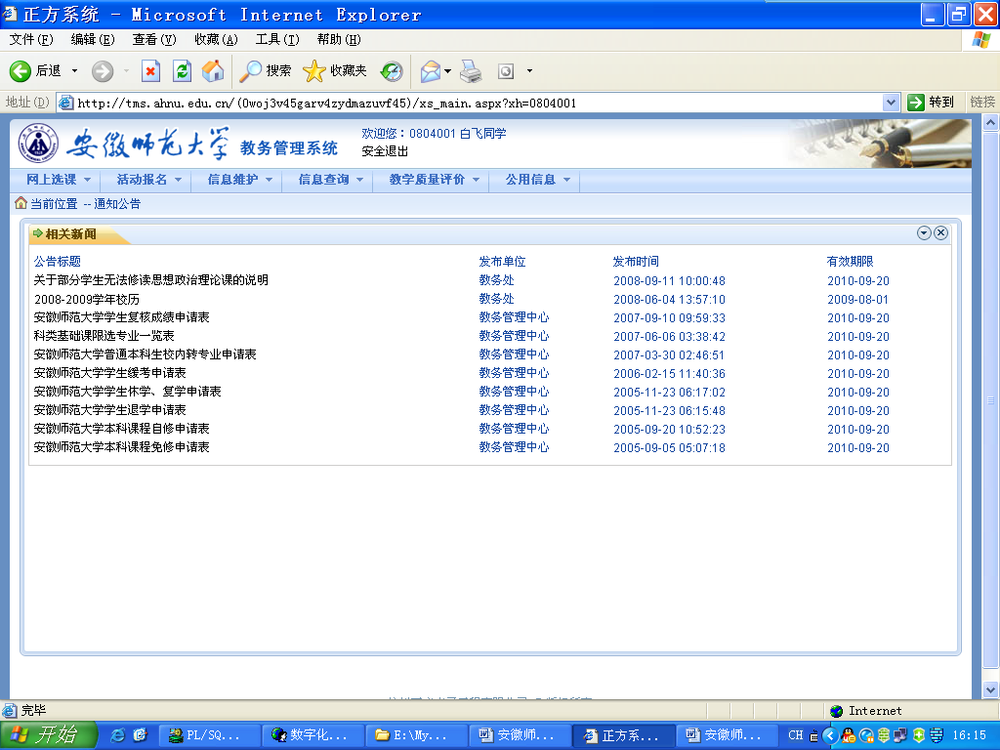 正方系统 - Microsoft Internet Explorer
文件(F) 编辑(E) 查看(V) 收藏(A) 工具(T) 帮助(H)
后退 搜索 收藏夹
地址(D) http://tms.ahnu.edu.cn/(0woj3v45garv4zydmazuvf45)/xs_main.aspx?xh=0804001 转到 链接
安徽师范大学 教务管理系统 欢迎您：0804001 白飞同学
安全退出
网上选课 活动报名 信息维护 信息查询 教学质量评价 公用信息
当前位置 -- 通知公告
相关新闻
公告标题 发布单位 发布时间 有效期限
关于部分学生无法修读思想政治理论课的说明 教务处 2008-09-11 10:00:48 2010-09-20
2008-2009学年校历 教务处 2008-06-04 13:57:10 2009-08-01
安徽师范大学学生复核成绩申请表 教务管理中心 2007-09-10 09:59:33 2010-09-20
科类基础课限选专业一览表 教务管理中心 2007-06-06 03:38:42 2010-09-20
安徽师范大学普通本科生校内转专业申请表 教务管理中心 2007-03-30 02:46:51 2010-09-20
安徽师范大学学生缓考申请表 教务管理中心 2006-02-15 11:40:36 2010-09-20
安徽师范大学学生休学、复学申请表 教务管理中心 2005-11-23 06:17:02 2010-09-20
安徽师范大学学生退学申请表 教务管理中心 2005-11-23 06:15:48 2010-09-20
安徽师范大学本科课程自修申请表 教务管理中心 2005-09-20 10:52:23 2010-09-20
安徽师范大学本科课程免修申请表 教务管理中心 2005-09-05 05:07:18 2010-09-20
完毕 Internet
开始 PL/SQ... 数字化... E:\My... 安徽师... 正方系... 安徽师... CH 16:15